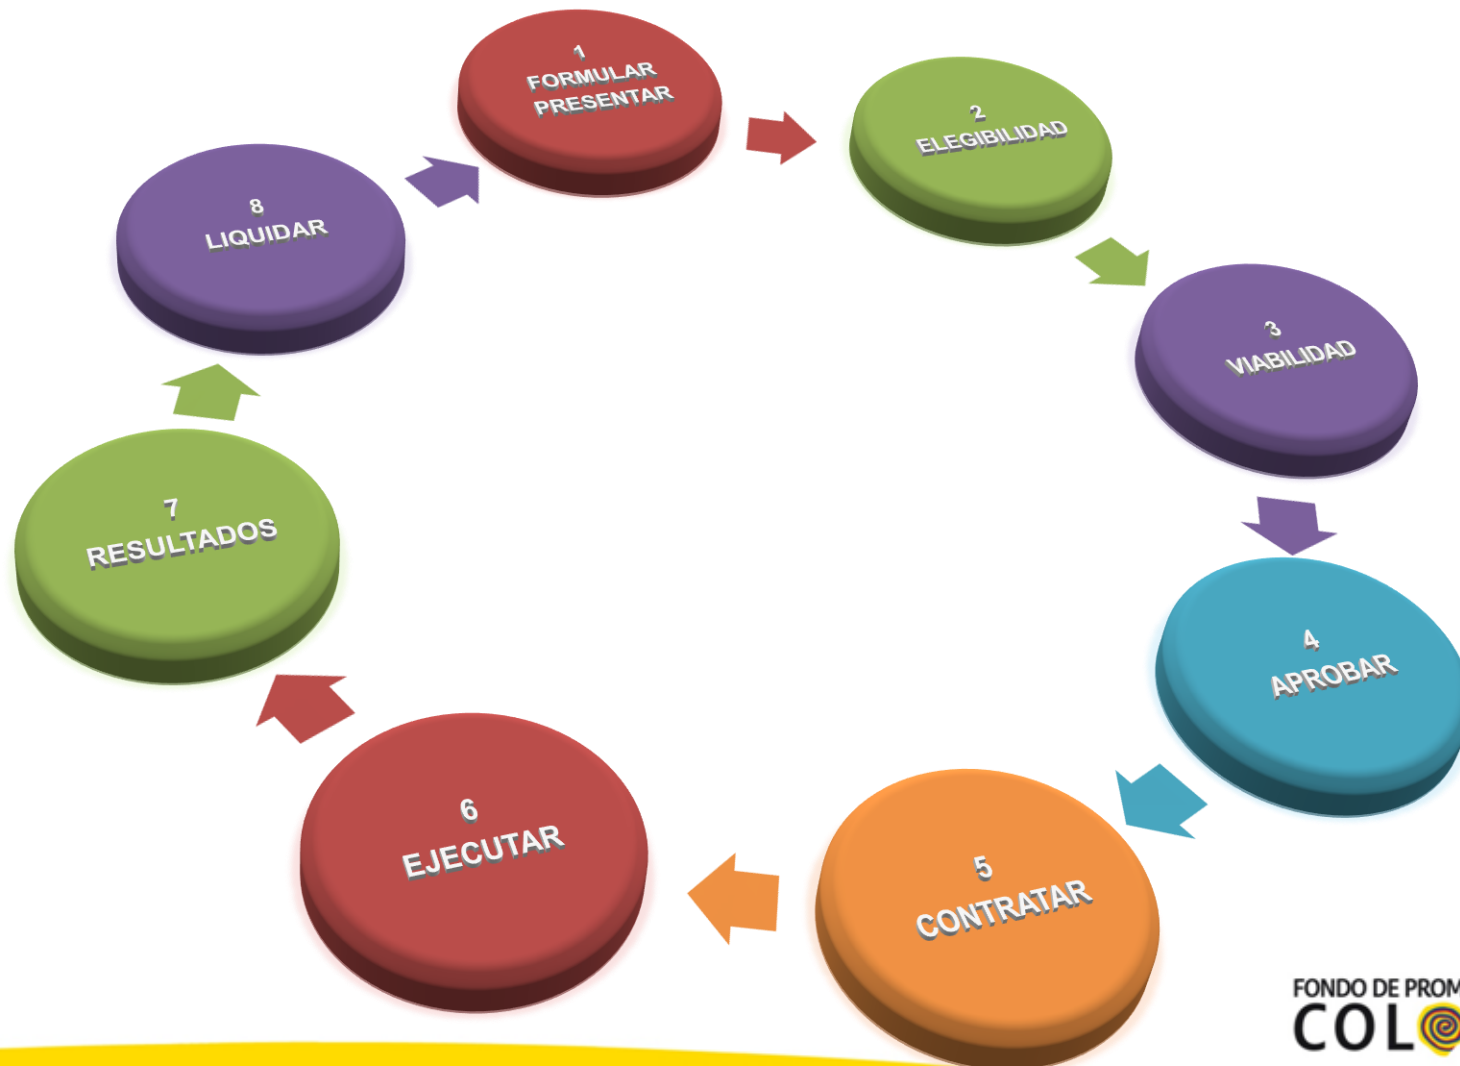 1
FORMULAR
PRESENTAR
2
ELEGIBILIDAD
3
VIABILIDAD
4
APROBAR
5
CONTRATAR
6
EJECUTAR
7
RESULTADOS
8
LIQUIDAR
FONDO DE PROM
COLO